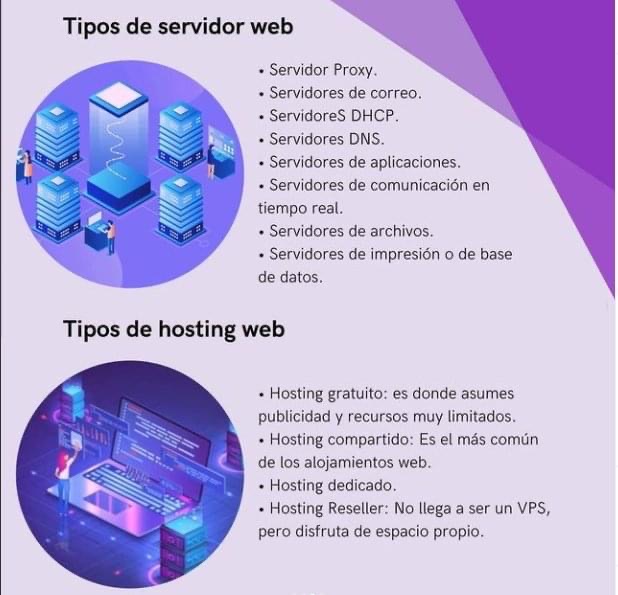 Tipos de servidor web
• Servidor Proxy.
• Servidores de correo.
• ServidoreS DHCP.
• Servidores DNS.
• Servidores de aplicaciones.
• Servidores de comunicación en
tiempo real.
• Servidores de archivos.
• Servidores de impresión o de base
de datos.
Tipos de hosting web
• Hosting gratuito: es donde asumes
publicidad y recursos muy limitados.
• Hosting compartido: Es el más común
de los alojamientos web.
• Hosting dedicado.
• Hosting Reseller: No llega a ser un VPS,
pero disfruta de espacio propio.